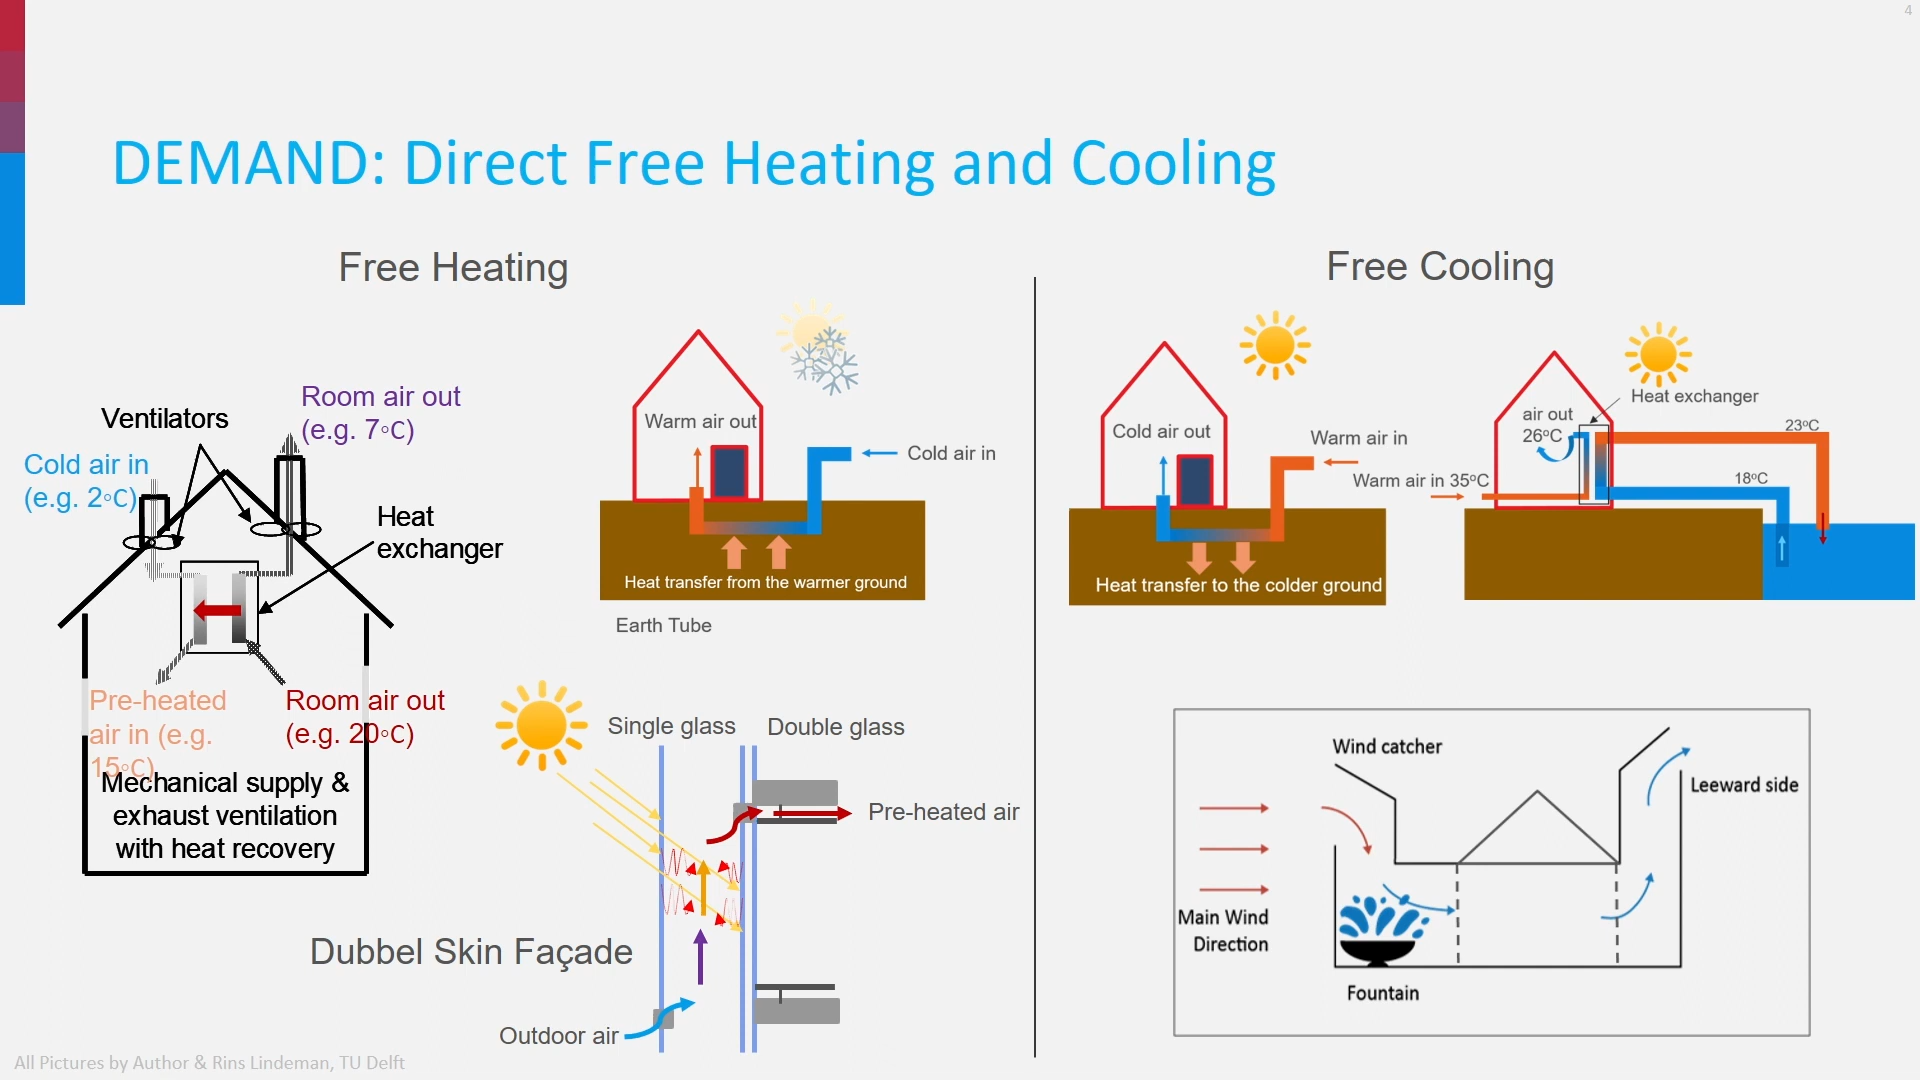 4
DEMAND: Direct Free Heating and Cooling
Free Heating
Ventilators
Room air out
(e.g. 7◦C)
Cold air in
(e.g. 2◦C)
Heat
exchanger
Pre-heated
air in (e.g.
15◦C)
Room air out
(e.g. 20◦C)
Mechanical supply &
exhaust ventilation
with heat recovery
Warm air out
Cold air in
Heat transfer from the warmer ground
Earth Tube
Single glass
Double glass
Pre-heated air
Dubbel Skin Façade
Outdoor air
Free Cooling
Cold air out
Warm air in
Heat transfer to the colder ground
Heat exchanger
air out
26ºC
23ºC
Warm air in 35ºC
18ºC
Wind catcher
Leeward side
Main Wind
Direction
Fountain
All Pictures by Author & Rins Lindeman, TU Delft